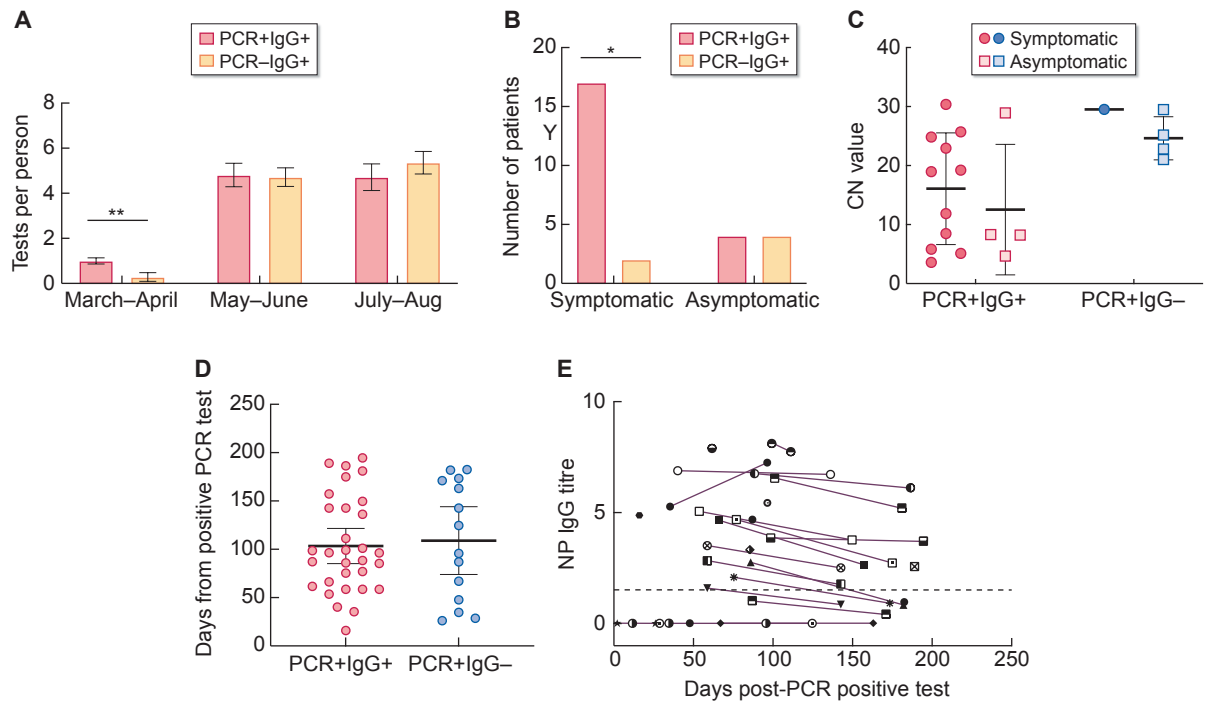 A
PCR+IgG+
PCR–IgG+
Tests per person
8
6
4
2
0
**
March–April
May–June
July–Aug
B
PCR+IgG+
PCR–IgG+
Number of patients
Y
20
15
10
5
0
*
Symptomatic
Asymptomatic
C
Symptomatic
Asymptomatic
CN value
40
30
20
10
0
PCR+IgG+
PCR+IgG–
D
Days from positive PCR test
250
200
150
100
50
0
PCR+IgG+
PCR+IgG–
E
NP IgG titre
10
5
0
0
50
100
150
200
250
Days post-PCR positive test